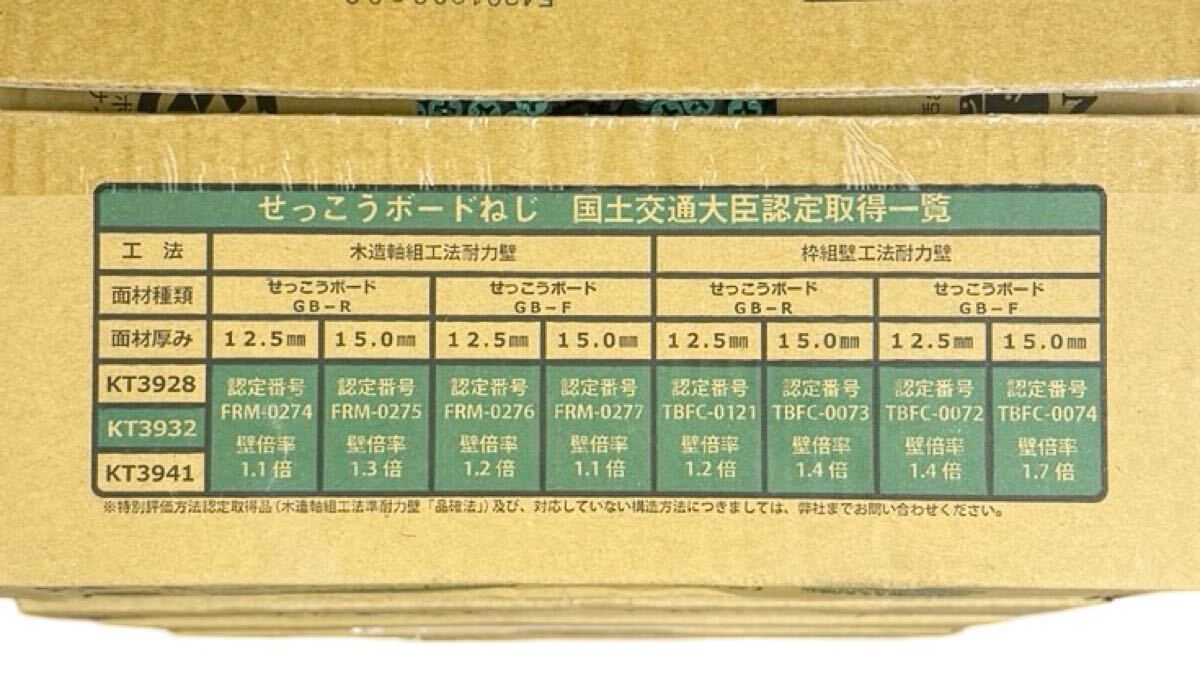 せっこうボードねじ 国土交通大臣認定取得一覧
工法 木造軸組工法耐力壁 枠組壁工法耐力壁
面材種類 せっこうボード GB-R せっこうボード GB-F せっこうボード GB-R せっこうボード GB-F
面材厚み 12.5㎜ 15.0㎜ 12.5㎜ 15.0㎜ 12.5㎜ 15.0㎜ 12.5㎜ 15.0㎜
KT3928
KT3932
KT3941
認定番号 認定番号 認定番号 認定番号 認定番号 認定番号 認定番号 認定番号
FRM-0274 FRM-0275 FRM-0276 FRM-0277 TBFC-0121 TBFC-0073 TBFC-0072 TBFC-0074
壁倍率 壁倍率 壁倍率 壁倍率 壁倍率 壁倍率 壁倍率 壁倍率
1.1倍 1.3倍 1.2倍 1.1倍 1.2倍 1.4倍 1.4倍 1.7倍
※特別評価方法認定取得品(木造軸組工法準耐力壁「品確法」)及び、対応していない構造方法につきましては、弊社までお問い合わせください。